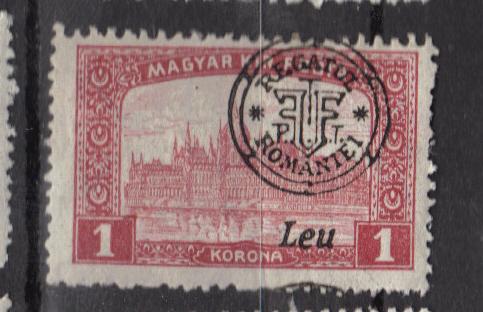 MAGYAR
REGATUL
P T
ROMÂNIEI
Leu
1 KORONA 1